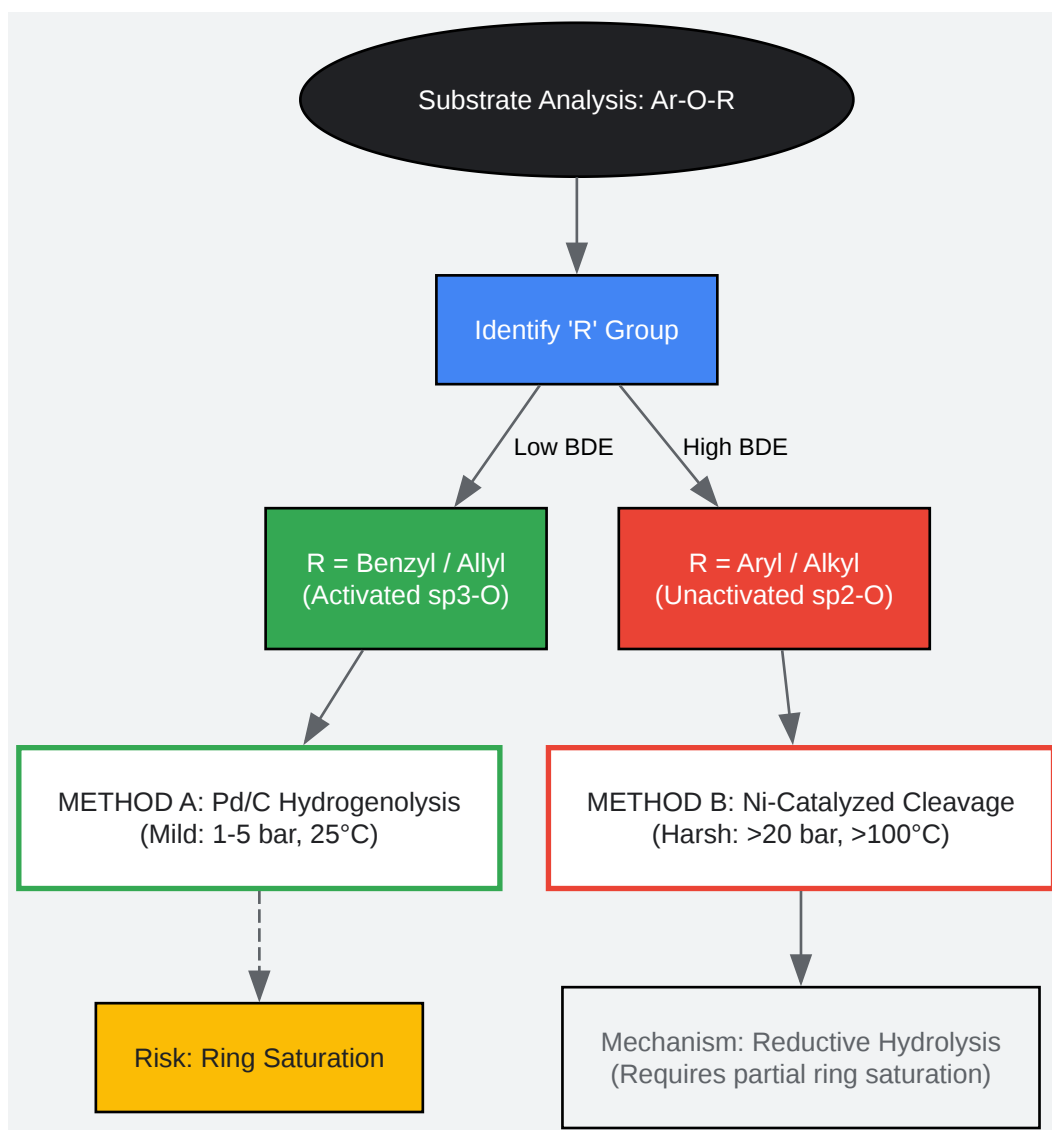 Substrate Analysis: Ar-O-R
Identify 'R' Group
Low BDE
High BDE
R = Benzyl / Allyl
(Activated sp3-O)
R = Aryl / Alkyl
(Unactivated sp2-O)
METHOD A: Pd/C Hydrogenolysis
(Mild: 1-5 bar, 25°C)
METHOD B: Ni-Catalyzed Cleavage
(Harsh: >20 bar, >100°C)
Risk: Ring Saturation
Mechanism: Reductive Hydrolysis
(Requires partial ring saturation)